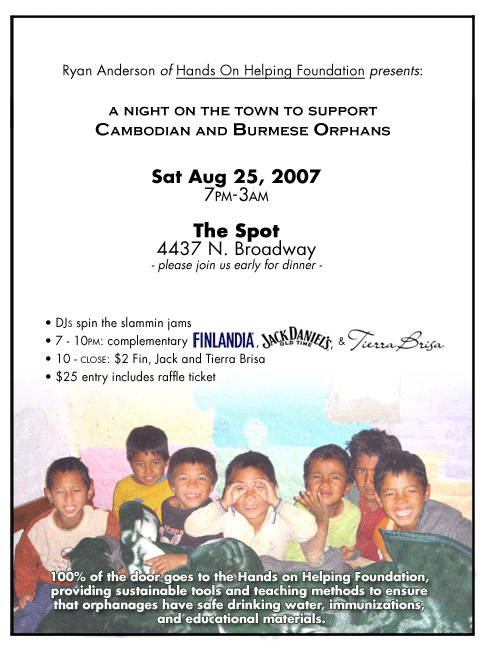 Ryan Anderson of Hands On Helping Foundation presents:
A NIGHT ON THE TOWN TO SUPPORT
CAMBODIAN AND BURMESE ORPHANS
Sat Aug 25, 2007
7PM-3AM
The Spot
4437 N. Broadway
- please join us early for dinner -
• DJs spin the slammin jams
• 7 - 10PM: complementary FINLANDIA, JACK DANIEL'S OLD TIME, & Tierra Brisa
• 10 - CLOSE: $2 Fin, Jack and Tierra Brisa
• $25 entry includes raffle ticket
100% of the door goes to the Hands on Helping Foundation,
providing sustainable tools and teaching methods to ensure
that orphanages have safe drinking water, immunizations,
and educational materials.